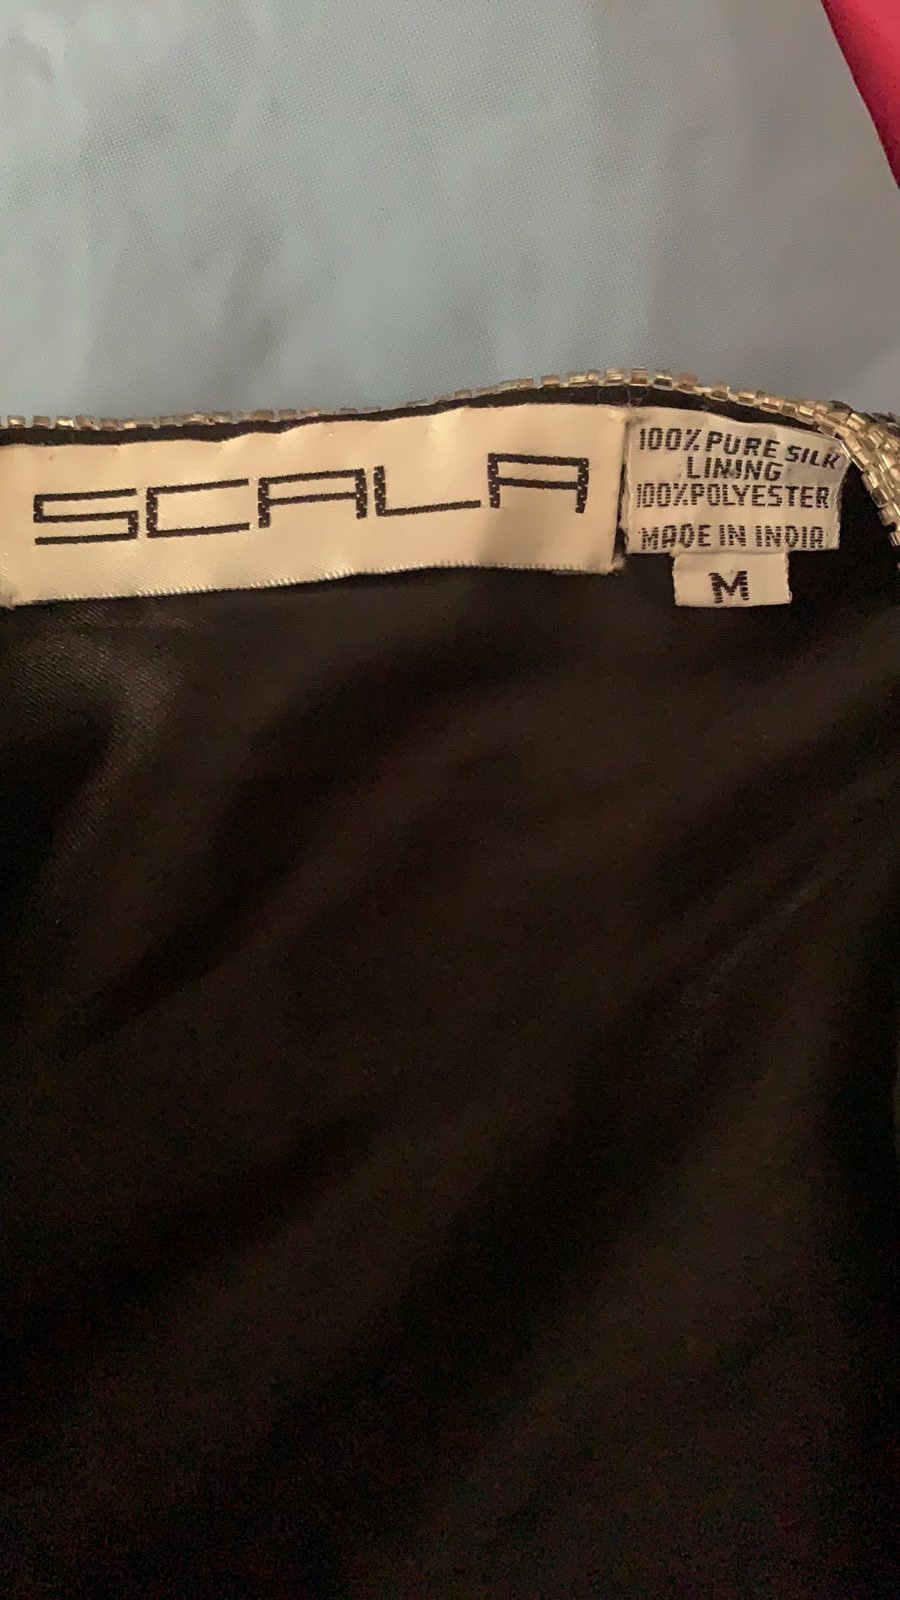 SCALA
100% PURE SILK
LINING
100%POLYESTER
MADE IN INDIA
M